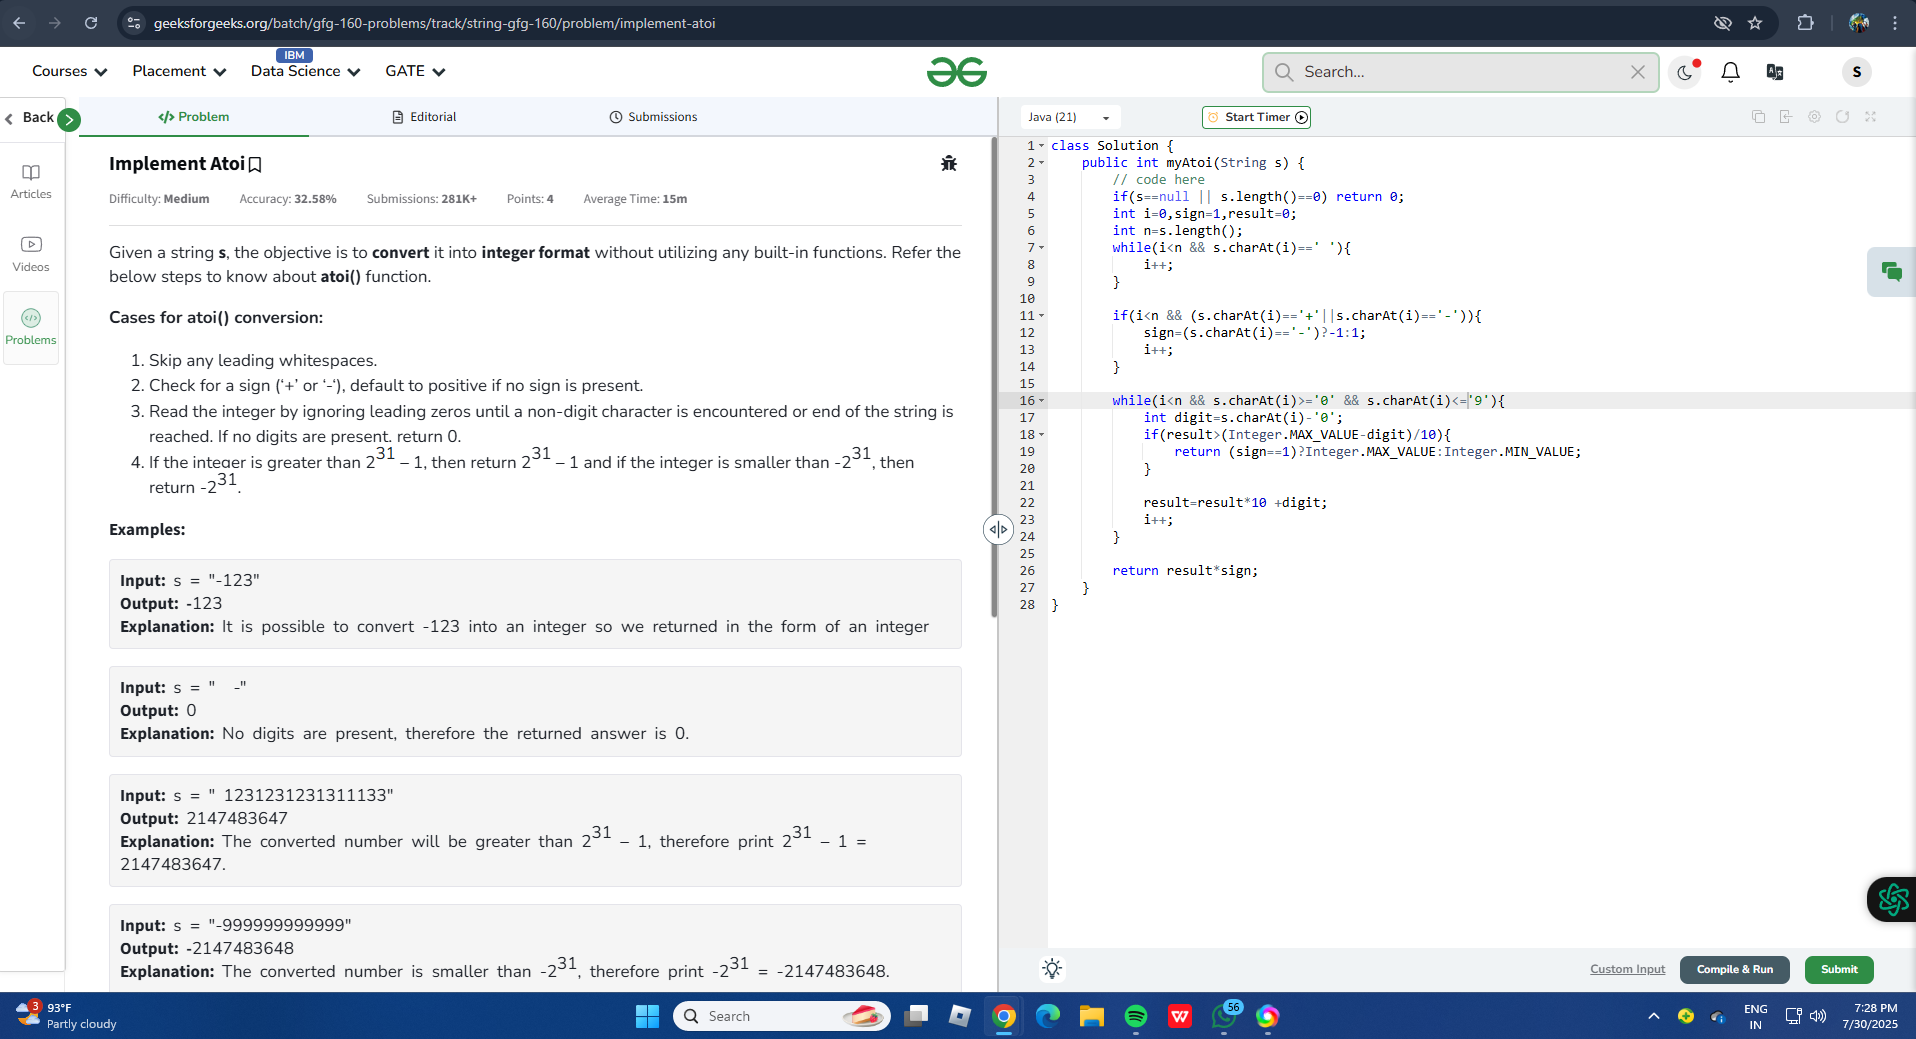 geeksforgeeks.org/batch/gfg-160-problems/track/string-gfg-160/problem/implement-atoi
IBM
Courses Placement Data Science GATE
Search...
S
Back
Problem Editorial Submissions
Java (21) Start Timer
Articles
Videos
Problems
Implement Atoi
Difficulty: Medium Accuracy: 32.58% Submissions: 281K+ Points: 4 Average Time: 15m
Given a string s, the objective is to convert it into integer format without utilizing any built-in functions. Refer the
below steps to know about atoi() function.
Cases for atoi() conversion:
1. Skip any leading whitespaces.
2. Check for a sign ('+' or '-'), default to positive if no sign is present.
3. Read the integer by ignoring leading zeros until a non-digit character is encountered or end of the string is
reached. If no digits are present, return 0.
4. If the integer is greater than 2^31 – 1, then return 2^31 – 1 and if the integer is smaller than -2^31, then
return -2^31.
Examples:
Input: s = "-123"
Output: -123
Explanation: It is possible to convert -123 into an integer so we returned in the form of an integer
Input: s = "  -"
Output: 0
Explanation: No digits are present, therefore the returned answer is 0.
Input: s = " 1231231231311133"
Output: 2147483647
Explanation: The converted number will be greater than 2^31 – 1, therefore print 2^31 – 1 =
2147483647.
Input: s = "-999999999999"
Output: -2147483648
Explanation: The converted number is smaller than -2^31, therefore print -2^31 = -2147483648.
1 class Solution {
2     public int myAtoi(String s) {
3         // code here
4         if(s==null || s.length()==0) return 0;
5         int i=0,sign=1,result=0;
6         int n=s.length();
7         while(i<n && s.charAt(i)==' '){
8             i++;
9         }
10
11         if(i<n && (s.charAt(i)=='+'||s.charAt(i)=='-')){
12             sign=(s.charAt(i)=='-')?-1:1;
13             i++;
14         }
15
16         while(i<n && s.charAt(i)>='0' && s.charAt(i)<='9'){
17             int digit=s.charAt(i)-'0';
18             if(result>(Integer.MAX_VALUE-digit)/10){
19                 return (sign==1)?Integer.MAX_VALUE:Integer.MIN_VALUE;
20             }
21
22             result=result*10 +digit;
23             i++;
24         }
25
26         return result*sign;
27     }
28 }
Custom Input Compile & Run Submit
3
93°F
Partly cloudy
Search
56
ENG
IN
7:28 PM
7/30/2025